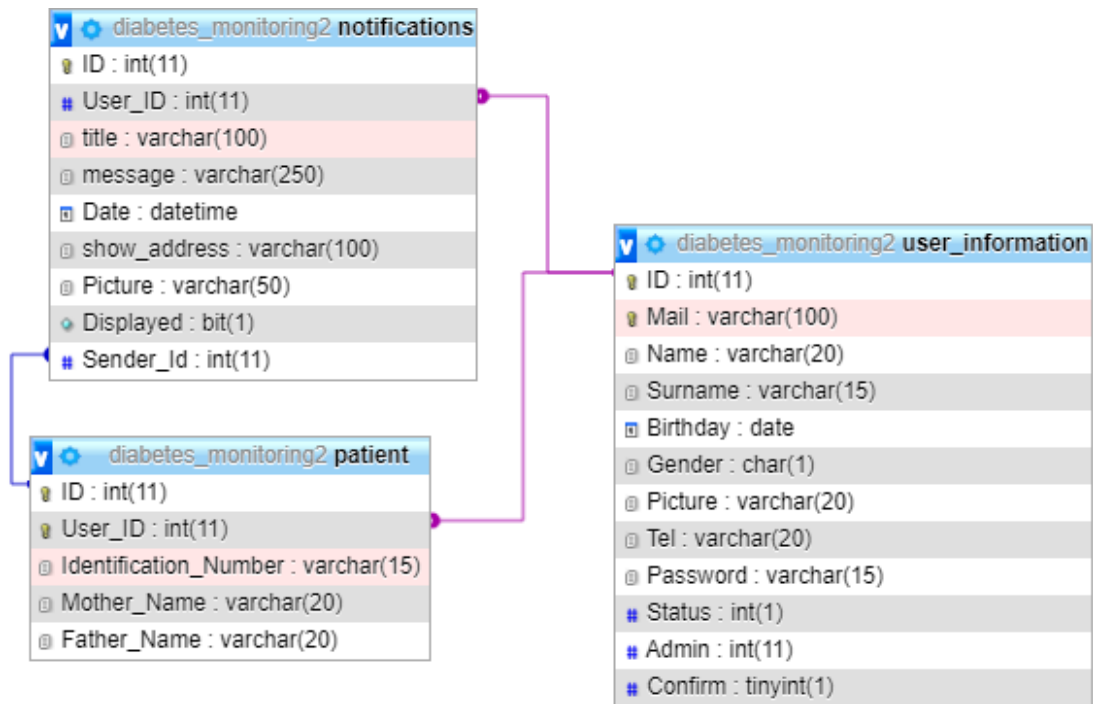 diabetes_monitoring2 notifications
ID : int(11)
User_ID : int(11)
title : varchar(100)
message : varchar(250)
Date : datetime
show_address : varchar(100)
Picture : varchar(50)
Displayed : bit(1)
Sender_Id : int(11)
diabetes_monitoring2 patient
ID : int(11)
User_ID : int(11)
Identification_Number : varchar(15)
Mother_Name : varchar(20)
Father_Name : varchar(20)
diabetes_monitoring2 user_information
ID : int(11)
Mail : varchar(100)
Name : varchar(20)
Surname : varchar(15)
Birthday : date
Gender : char(1)
Picture : varchar(20)
Tel : varchar(20)
Password : varchar(15)
Status : int(1)
Admin : int(11)
Confirm : tinyint(1)